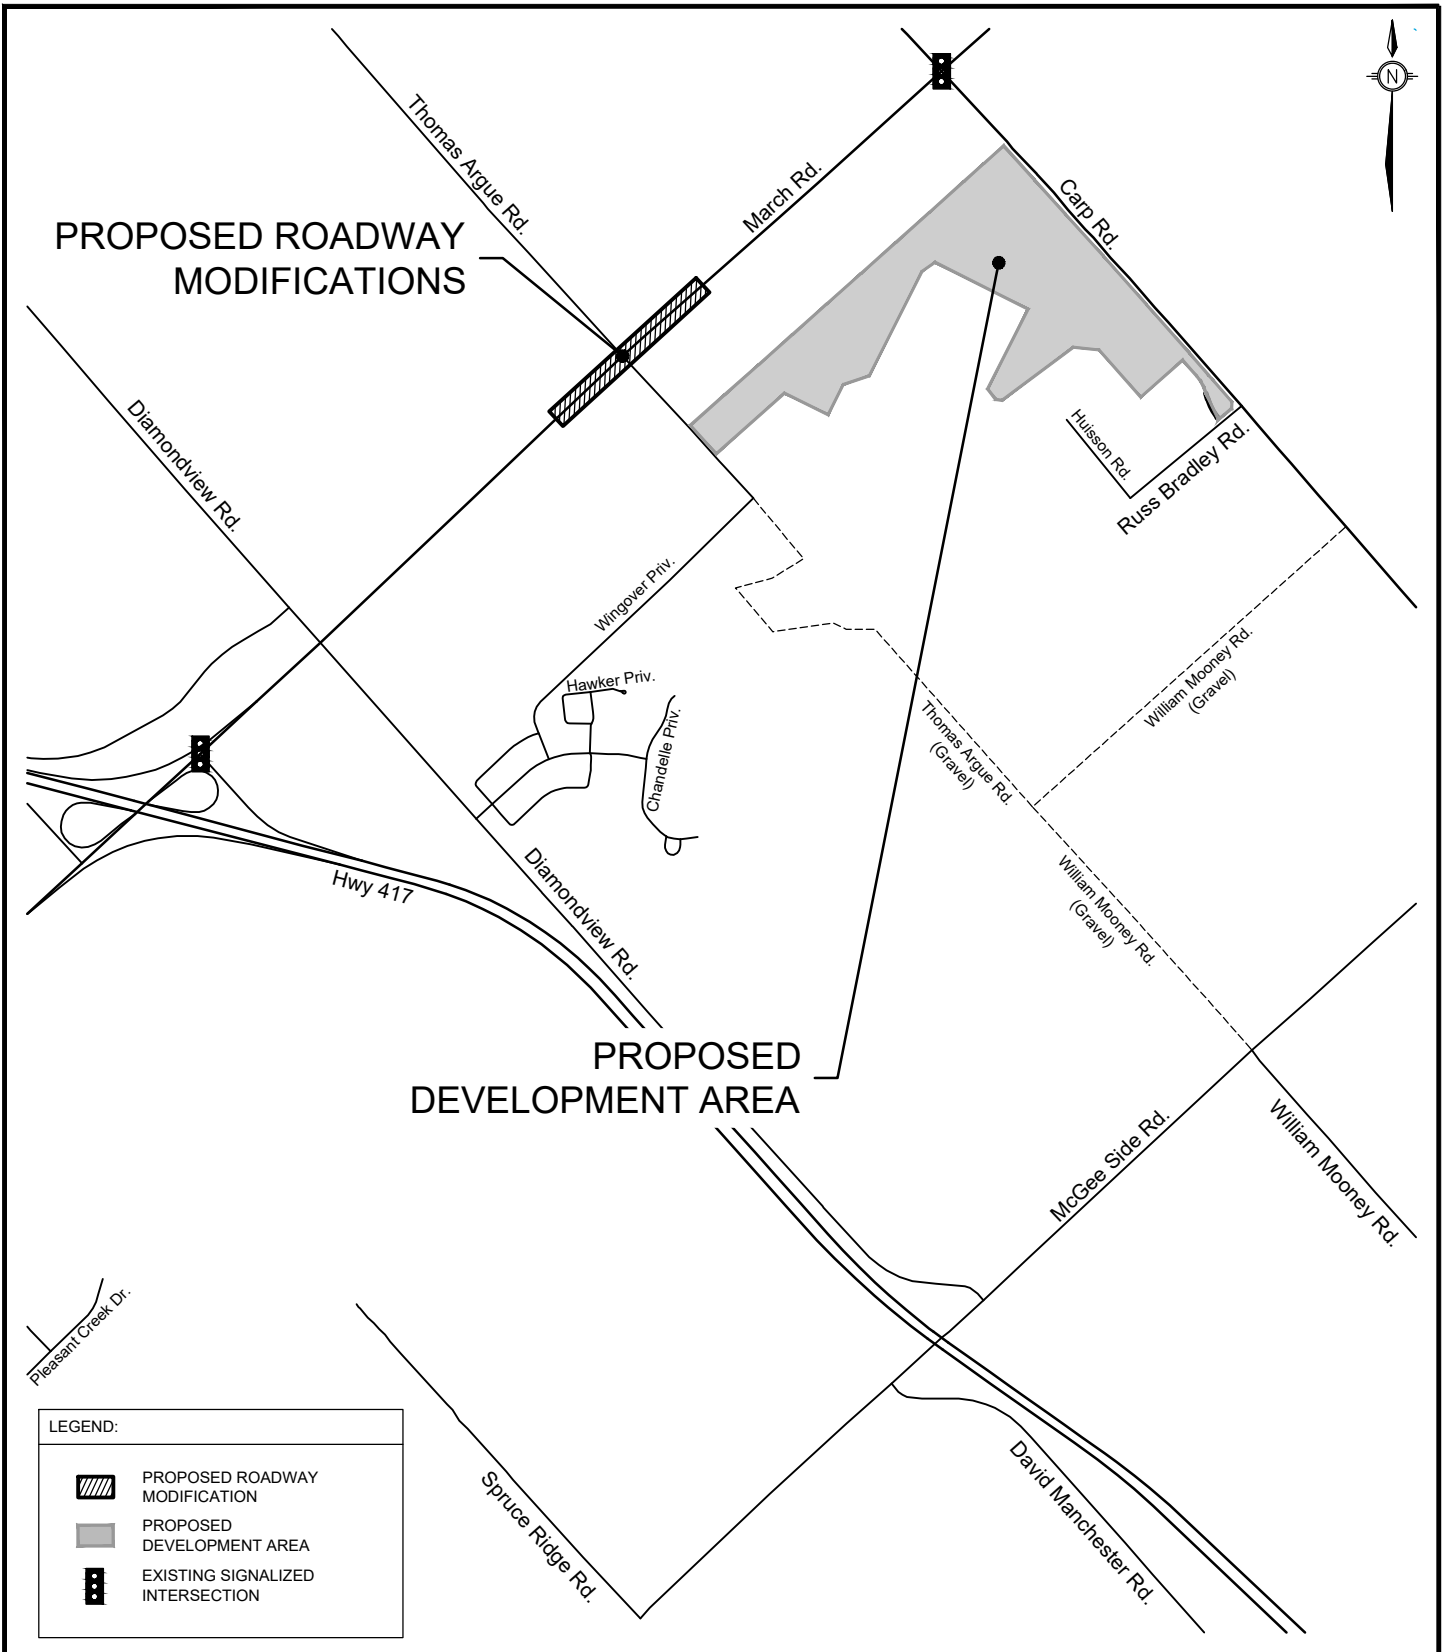 N
Thomas Argue Rd.
March Rd.
Carp Rd.
PROPOSED ROADWAY
MODIFICATIONS
Diamondview Rd.
Huisson Rd.
Russ Bradley Rd.
Wingover Priv.
Hawker Priv.
Chandelle Priv.
William Mooney Rd.
(Gravel)
Thomas Argue Rd.
(Gravel)
Hwy 417
Diamondview Rd.
William Mooney Rd.
(Gravel)
PROPOSED
DEVELOPMENT AREA
McGee Side Rd.
William Mooney Rd.
Pleasant Creek Dr.
Spruce Ridge Rd.
David Manchester Rd.
LEGEND:
PROPOSED ROADWAY
MODIFICATION
PROPOSED
DEVELOPMENT AREA
EXISTING SIGNALIZED
INTERSECTION